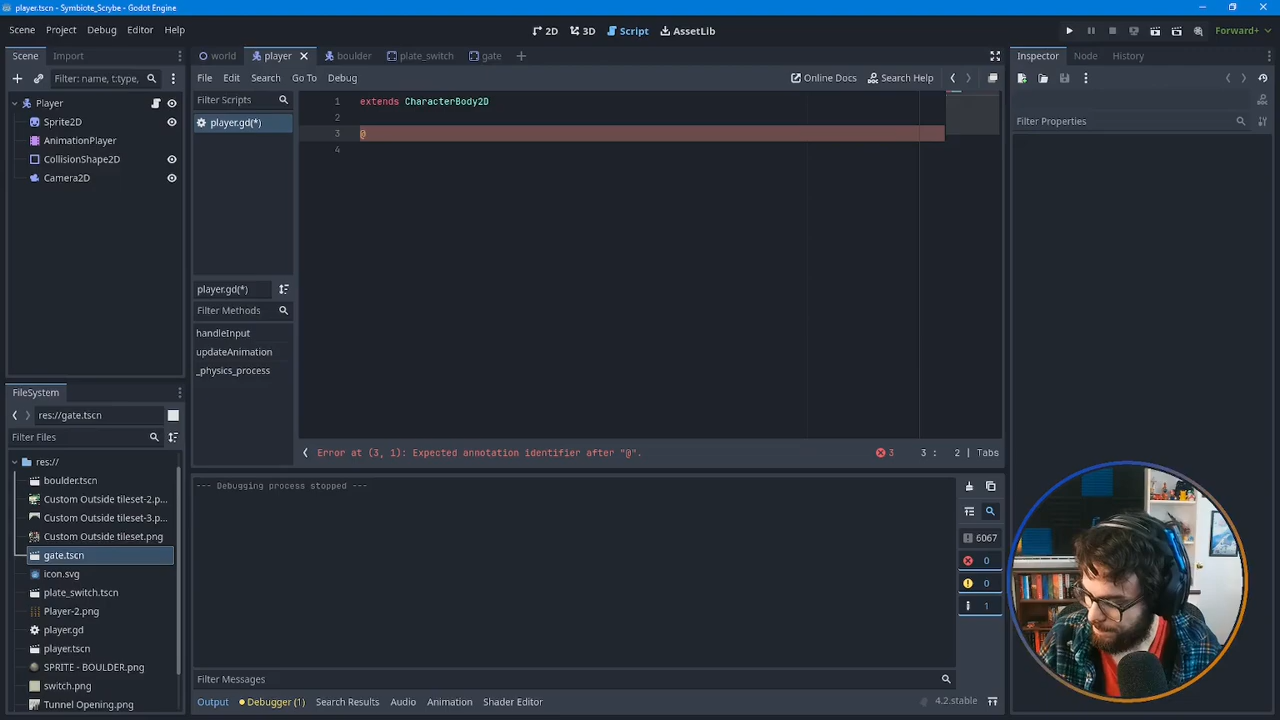 player.tscn - Symbiote_Scrybe - Godot Engine
Scene Project Debug Editor Help
2D 3D Script AssetLib
Forward+
Scene Import
Filter: name, t:type,
Player
Sprite2D
AnimationPlayer
CollisionShape2D
Camera2D
FileSystem
res://gate.tscn
Filter Files
res://
boulder.tscn
Custom Outside tileset-2.p...
Custom Outside tileset-3.p...
Custom Outside tileset.png
gate.tscn
icon.svg
plate_switch.tscn
Player-2.png
player.gd
player.tscn
SPRITE - BOULDER.png
switch.png
Tunnel Opening.png
world player boulder plate_switch gate
File Edit Search Go To Debug
Online Docs Search Help
Filter Scripts
player.gd(*)
player.gd(*)
Filter Methods
handleInput
updateAnimation
_physics_process
1 extends CharacterBody2D
2
3 @
4
Error at (3, 1): Expected annotation identifier after "@".
3 3 : 2 | Tabs
--- Debugging process stopped ---
6067
0
0
1
Filter Messages
Output Debugger (1) Search Results Audio Animation Shader Editor
4.2.stable
Inspector Node History
Filter Properties